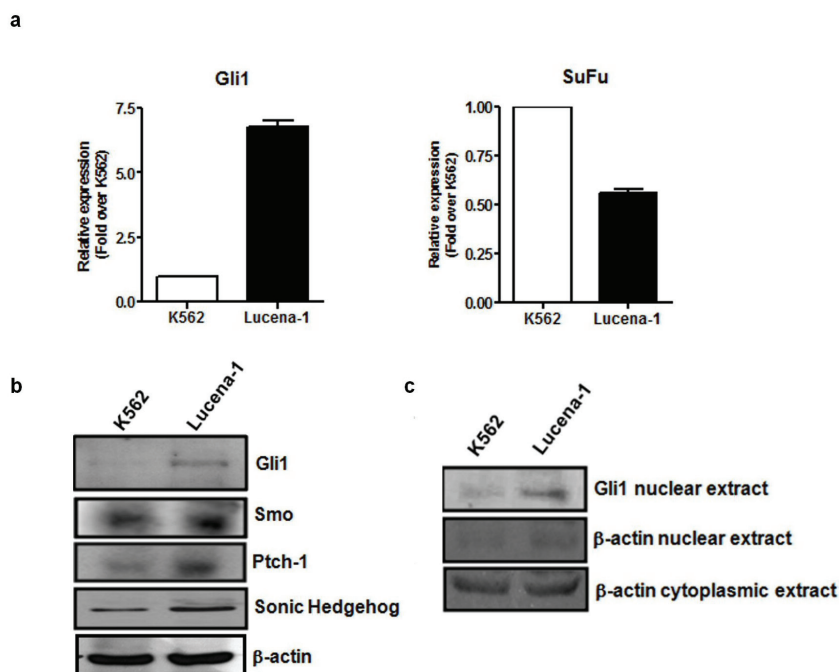 a
Gli1
Relative expression
(Fold over K562)
7.5
5.0
2.5
0.0
K562
Lucena-1
SuFu
Relative expression
(Fold over K562)
1.00
0.75
0.50
0.25
0.00
K562
Lucena-1
b
K562
Lucena-1
Gli1
Smo
Ptch-1
Sonic Hedgehog
β-actin
c
K562
Lucena-1
Gli1 nuclear extract
β-actin nuclear extract
β-actin cytoplasmic extract